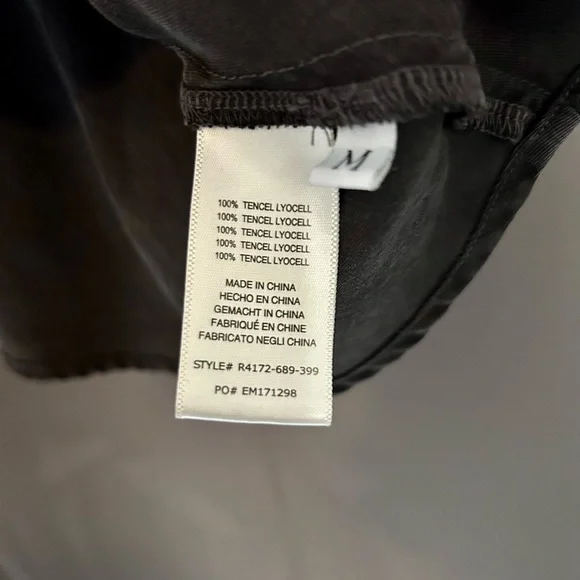 M
100% TENCEL LYOCELL
100% TENCEL LYOCELL
100% TENCEL LYOCELL
100% TENCEL LYOCELL
100% TENCEL LYOCELL
MADE IN CHINA
HECHO EN CHINA
GEMACHT IN CHINA
FABRIQUÉ EN CHINE
FABRICATO NEGLI CHINA
STYLE# R4172-689-399
PO# EM171298